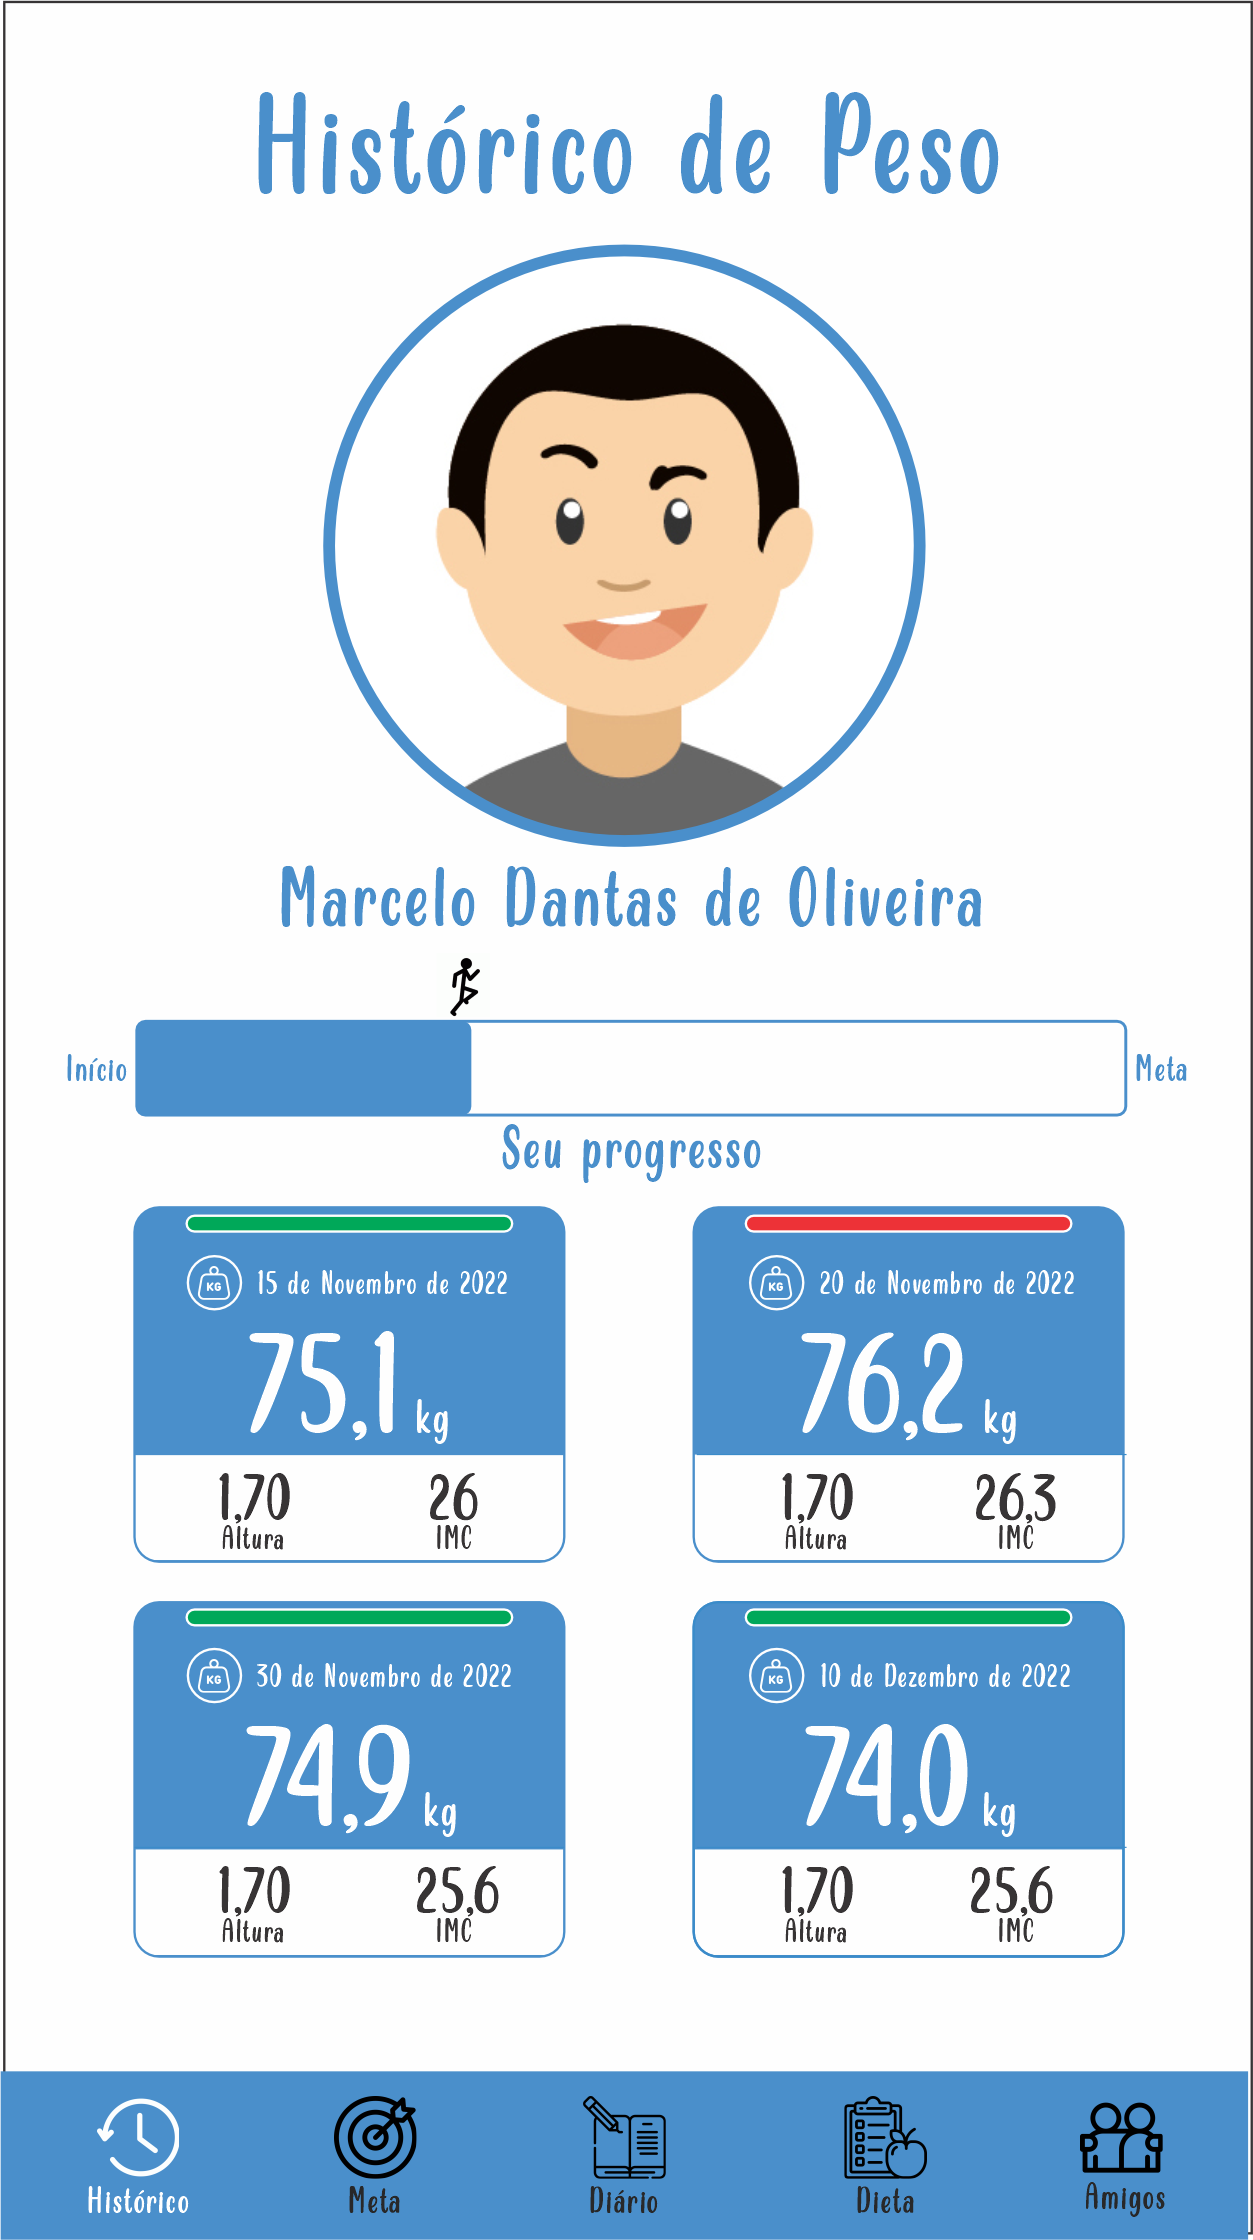 Histórico de Peso
Marcelo Dantas de Oliveira
Início
Meta
Seu progresso
KG 15 de Novembro de 2022
75,1 kg
1,70 26
Altura IMC
KG 20 de Novembro de 2022
76,2 kg
1,70 26,3
Altura IMC
KG 30 de Novembro de 2022
74,9 kg
1,70 25,6
Altura IMC
KG 10 de Dezembro de 2022
74,0 kg
1,70 25,6
Altura IMC
Histórico Meta Diário Dieta Amigos